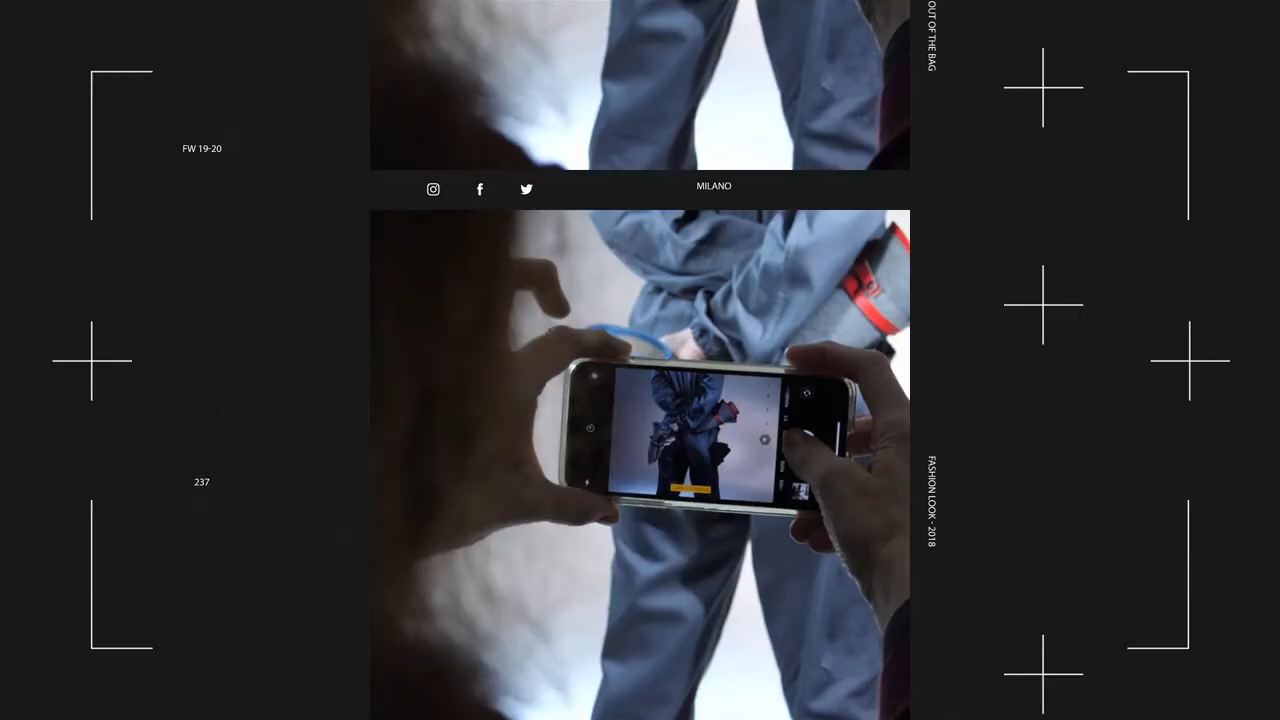 OUT OF THE BAG
FW 19-20
MILANO
237
FASHION LOOK - 2018